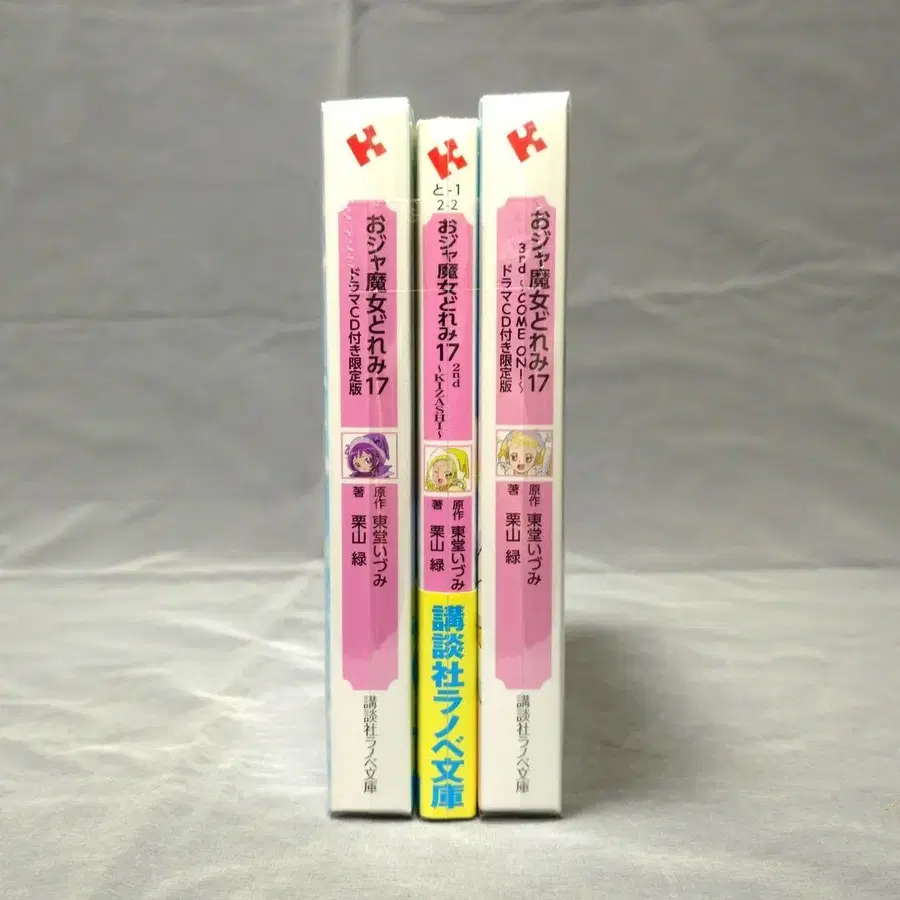 おジャ魔女どれみ17
ドラマCD付き限定版
原作 東堂いづみ
著 栗山 緑
講談社ラノベ文庫
と-1
2-2
おジャ魔女どれみ17 2nd
～KIZASHI～
原作 東堂いづみ
著 栗山 緑
講談社ラノベ文庫
おジャ魔女どれみ17
3rd ～COME ON!～
ドラマCD付き限定版
原作 東堂いづみ
著 栗山 緑
講談社ラノベ文庫